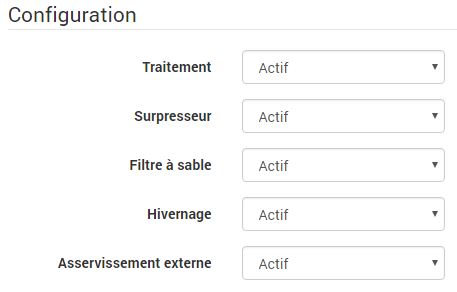 Configuration
Traitement Actif
Surpresseur Actif
Filtre à sable Actif
Hivernage Actif
Asservissement externe Actif